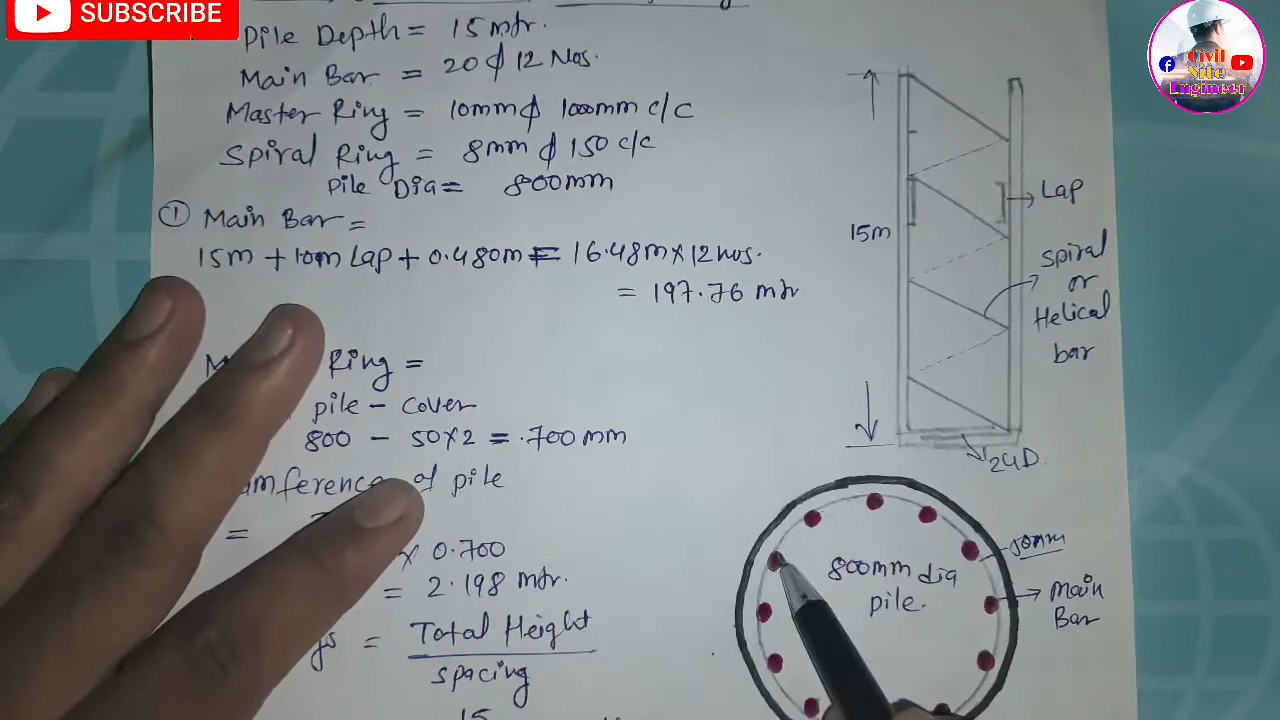 SUBSCRIBE
Pile Depth = 15 mtr.
Main Bar = 20 ϕ 12 Nos.
Master Ring = 10mm ϕ 1000mm c/c
Spiral Ring = 8mm ϕ 150 c/c
Pile Dia = 800mm
① Main Bar =
15m + 10m Lap + 0.480m = 16.48m × 12 nos.
= 197.76 mtr
Ring =
pile - cover
800 - 50×2 = .700 mm
of pile
=
× 0.700
= 2.198 mtr.
= Total Height
spacing
15
15m
Lap
spiral
or
Helical
bar
24D.
50mm
800mm dia
pile.
Main
Bar
Civil
Site
Engineer